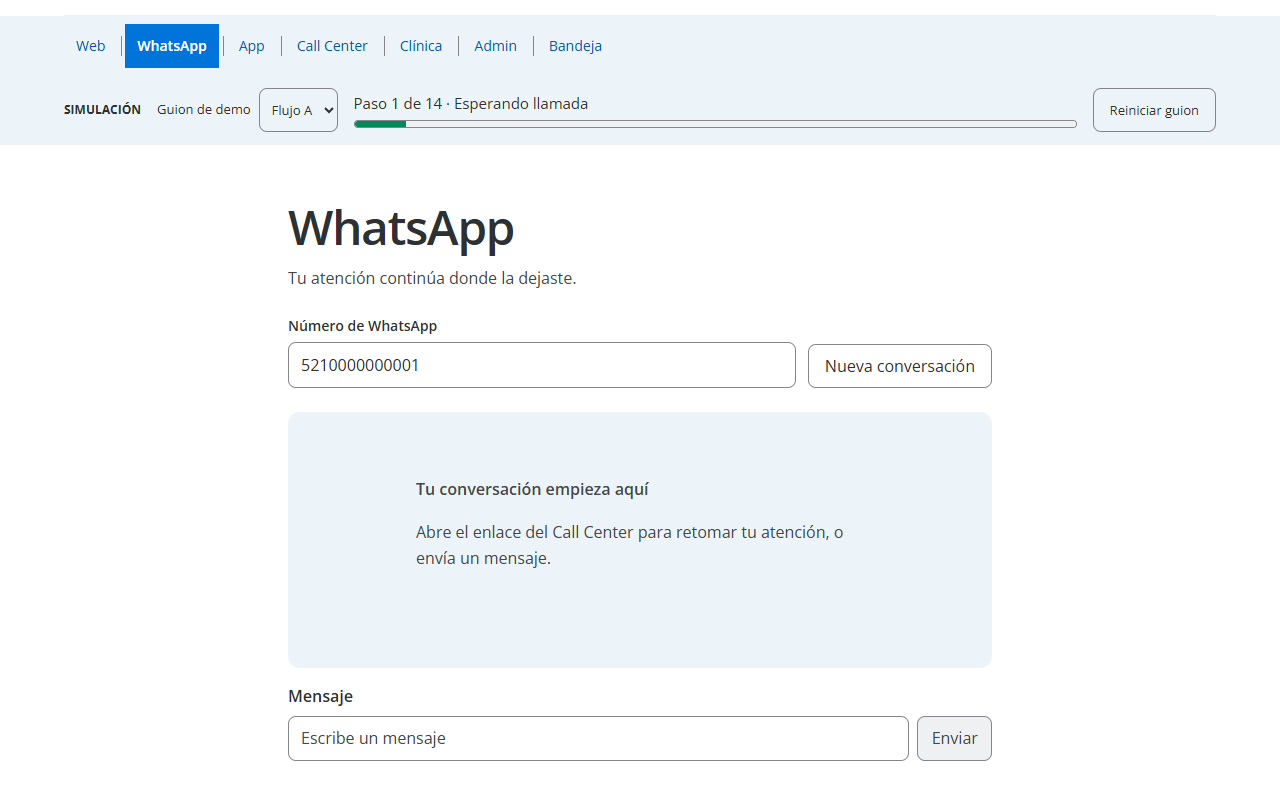 Web
WhatsApp
App
Call Center
Clínica
Admin
Bandeja
SIMULACIÓN
Guion de demo
Flujo A
Paso 1 de 14 · Esperando llamada
Reiniciar guion
WhatsApp
Tu atención continúa donde la dejaste.
Número de WhatsApp
5210000000001
Nueva conversación
Tu conversación empieza aquí
Abre el enlace del Call Center para retomar tu atención, o
envía un mensaje.
Mensaje
Escribe un mensaje
Enviar